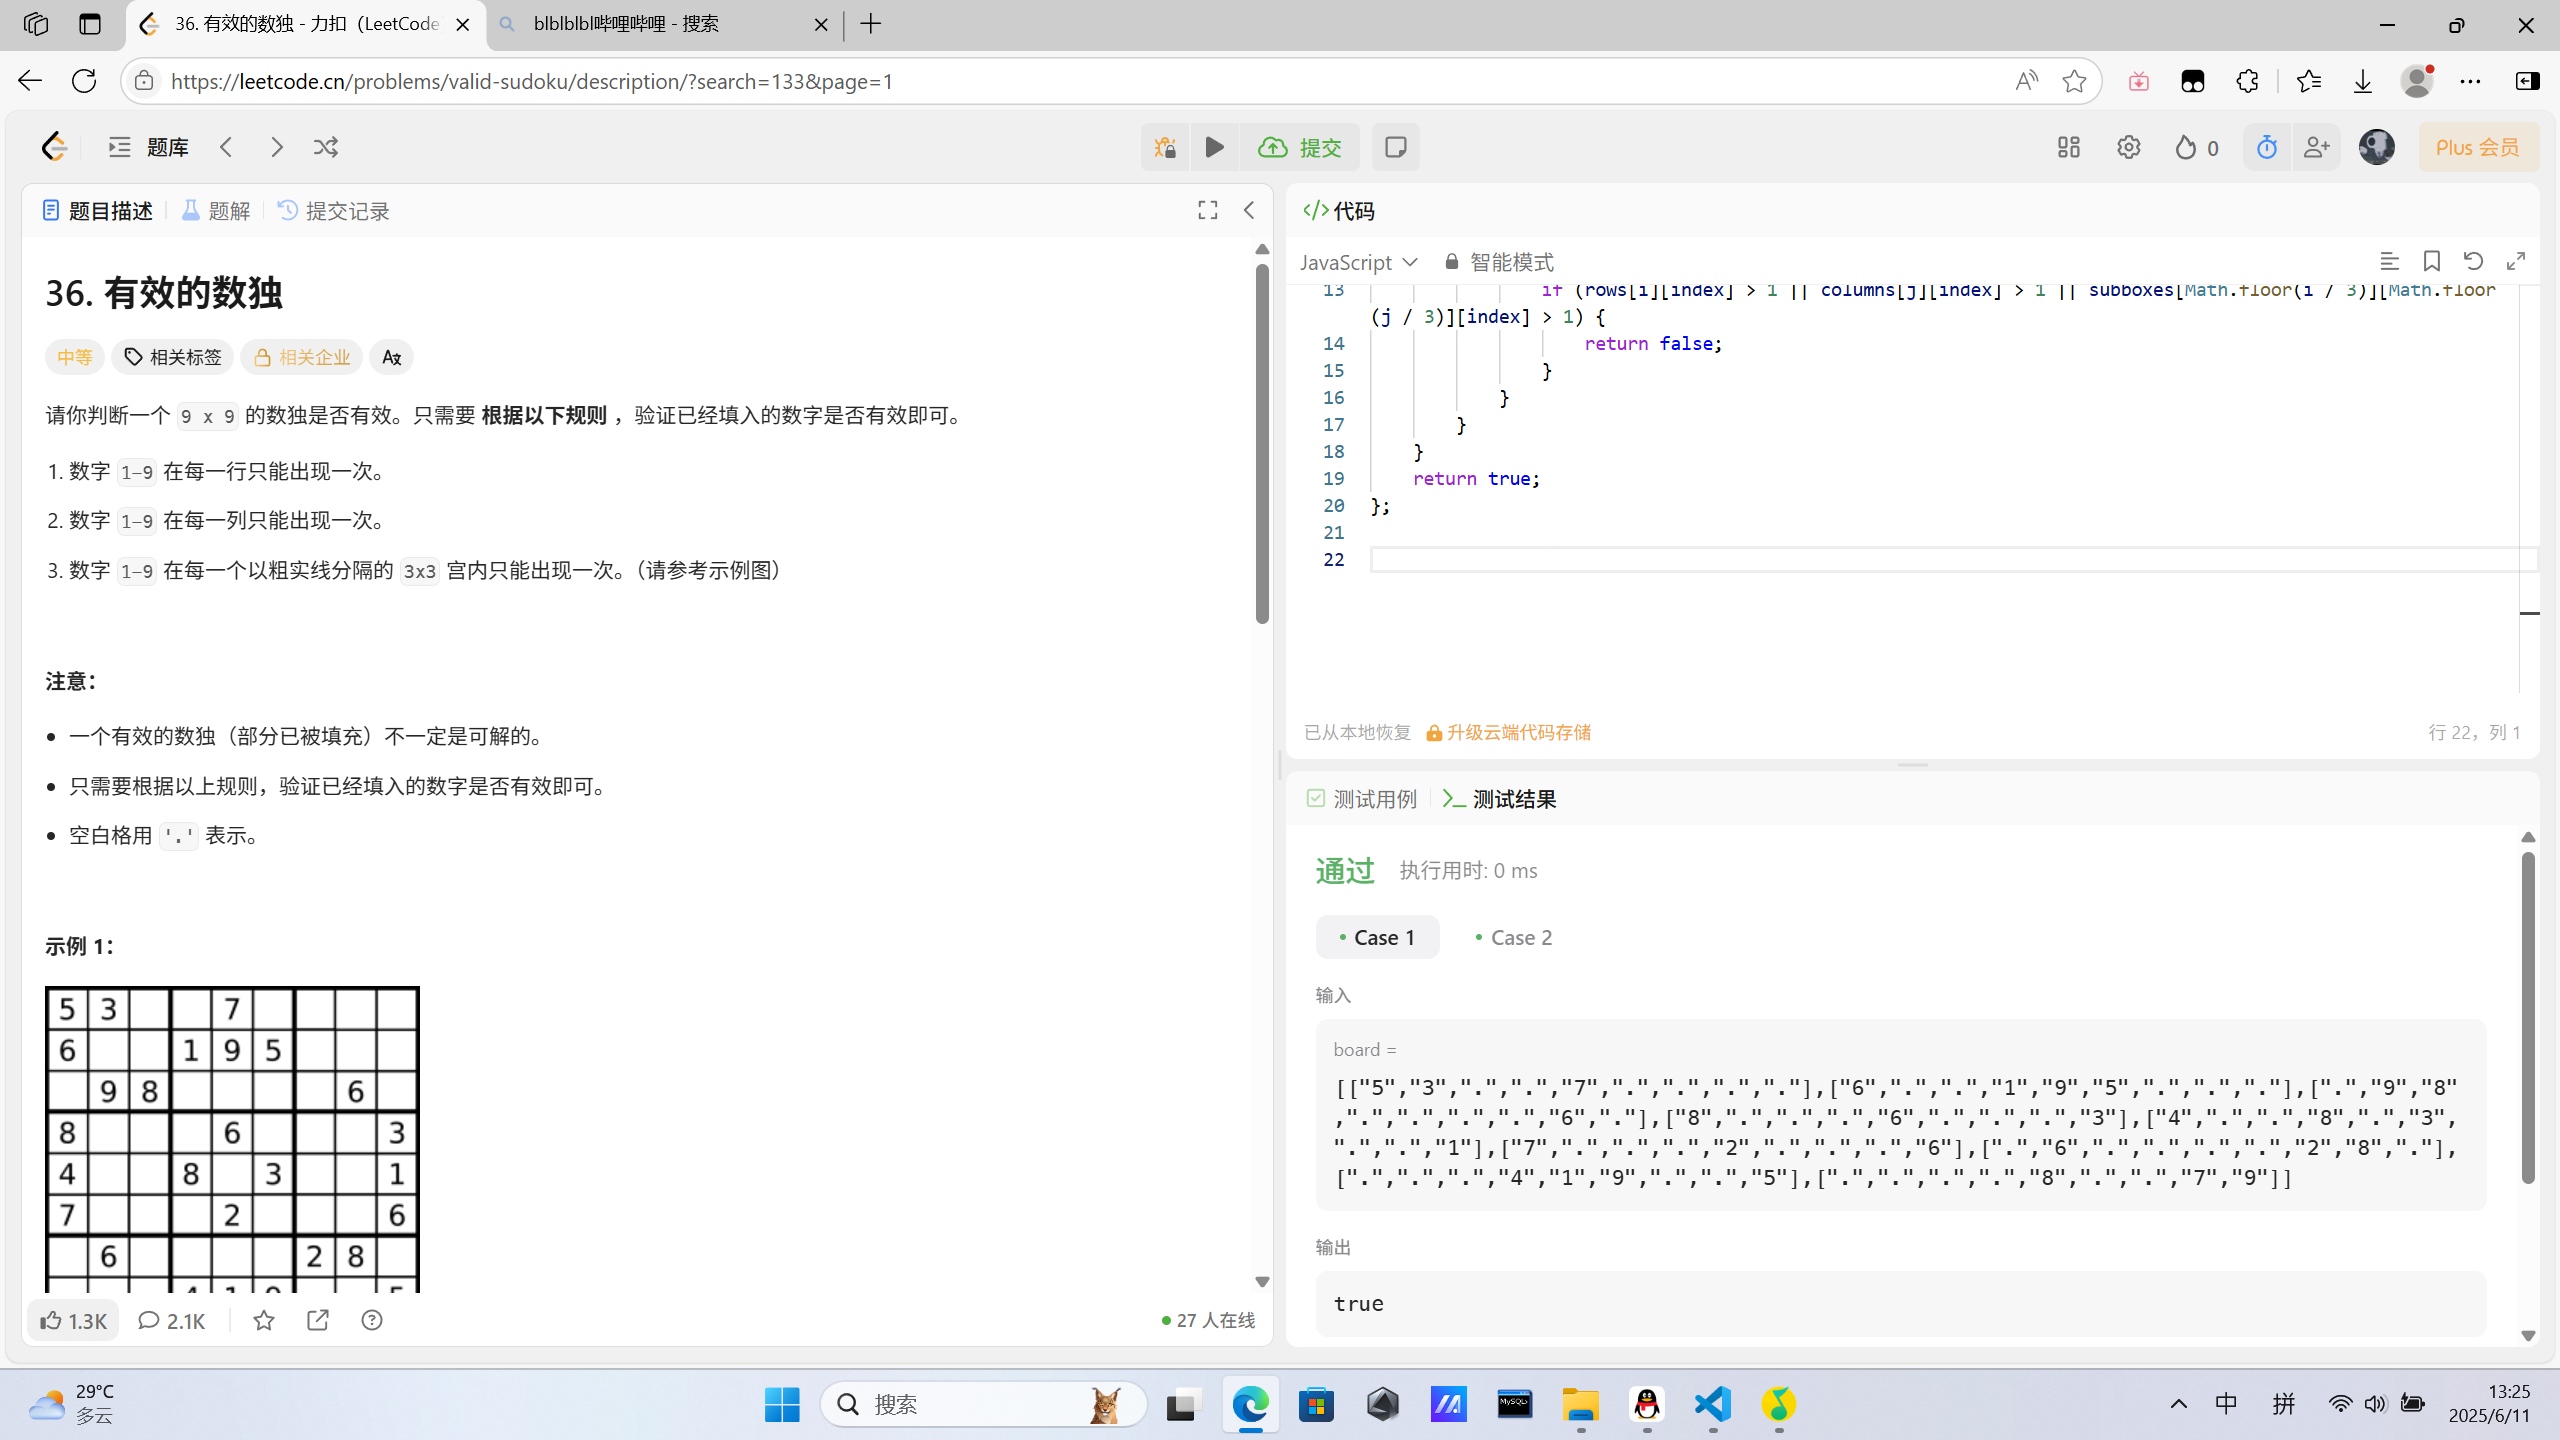 36. 有效的数独 - 力扣（LeetCode
blblblbl哔哩哔哩 - 搜索
https://leetcode.cn/problems/valid-sudoku/description/?search=133&page=1
题库
提交
0
Plus 会员
题目描述
题解
提交记录
36. 有效的数独
中等
相关标签
相关企业
请你判断一个 9 x 9 的数独是否有效。只需要 根据以下规则 ，验证已经填入的数字是否有效即可。
1. 数字 1-9 在每一行只能出现一次。
2. 数字 1-9 在每一列只能出现一次。
3. 数字 1-9 在每一个以粗实线分隔的 3x3 宫内只能出现一次。（请参考示例图）
注意：
• 一个有效的数独（部分已被填充）不一定是可解的。
• 只需要根据以上规则，验证已经填入的数字是否有效即可。
• 空白格用 '.' 表示。
示例 1：
5 3 7
6 1 9 5
9 8 6
8 6 3
4 8 3 1
7 2 6
6 2 8
4 1 9 5
1.3K
2.1K
27 人在线
代码
JavaScript
智能模式
13 if (rows[i][index] > 1 || columns[j][index] > 1 || subboxes[Math.floor(i / 3)][Math.floor
(j / 3)][index] > 1) {
14 return false;
15 }
16 }
17 }
18 }
19 return true;
20 };
21
22
已从本地恢复
升级云端代码存储
行 22，列 1
测试用例
测试结果
通过
执行用时: 0 ms
Case 1
Case 2
输入
board =
[["5","3",".",".","7",".",".",".","."],["6",".",".","1","9","5",".",".","."],[".","9","8"
,".",".",".",".","6","."],["8",".",".",".","6",".",".",".","3"],["4",".",".","8",".","3",
".",".","1"],["7",".",".",".","2",".",".",".","6"],[".","6",".",".",".",".","2","8","."],
[".",".",".","4","1","9",".",".","5"],[".",".",".",".","8",".",".","7","9"]]
输出
true
29°C
多云
搜索
MySQL
中
拼
13:25
2025/6/11